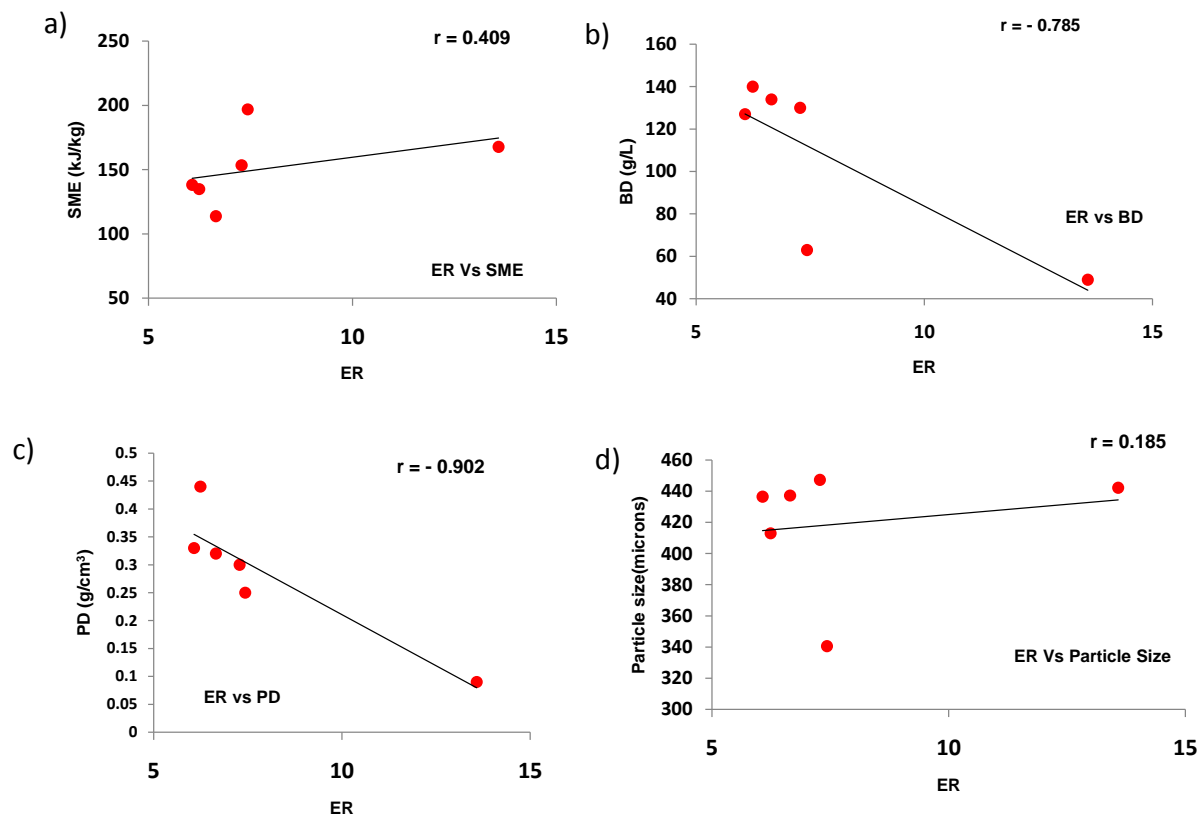 a)
r = 0.409
250
200
150
100
50
SME (kJ/kg)
ER Vs SME
5 10 15
ER
b)
r = - 0.785
160
140
120
100
80
60
40
BD (g/L)
ER vs BD
5 10 15
ER
c)
r = - 0.902
0.5
0.45
0.4
0.35
0.3
0.25
0.2
0.15
0.1
0.05
0
PD (g/cm³)
ER vs PD
5 10 15
ER
d)
r = 0.185
460
440
420
400
380
360
340
320
300
Particle size(microns)
ER Vs Particle Size
5 10 15
ER